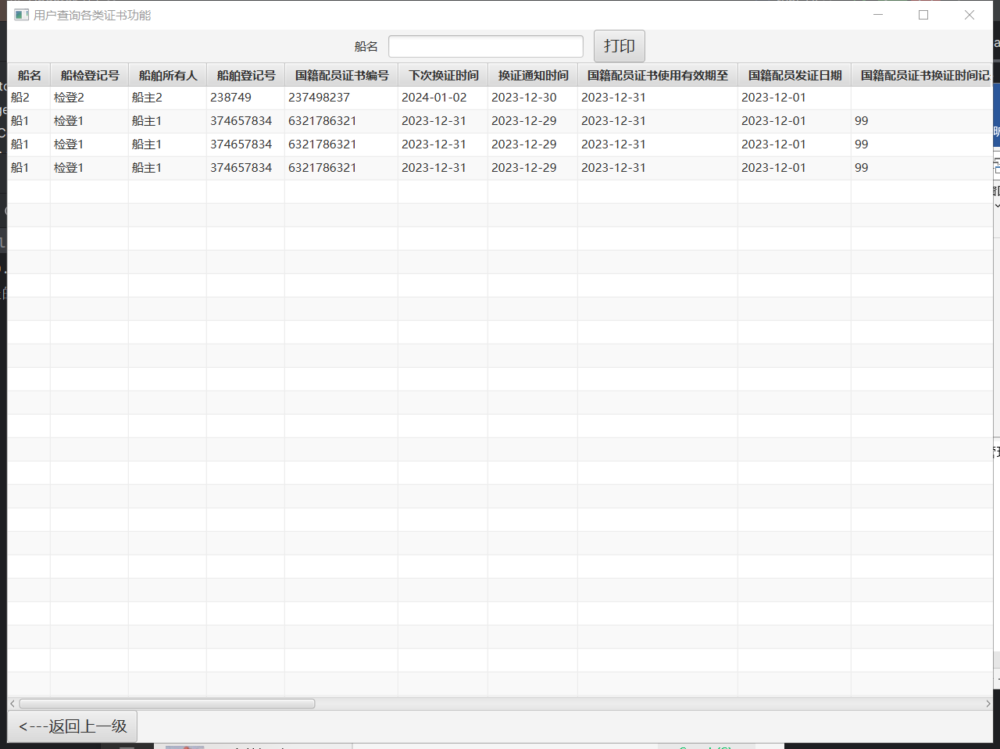 用户查询各类证书功能
船名 打印
船名 船检登记号 船舶所有人 船舶登记号 国籍配员证书编号 下次换证时间 换证通知时间 国籍配员证书使用有效期至 国籍配员发证日期 国籍配员证书换证时间记
船2 检登2 船主2 238749 237498237 2024-01-02 2023-12-30 2023-12-31 2023-12-01
船1 检登1 船主1 374657834 6321786321 2023-12-31 2023-12-29 2023-12-31 2023-12-01 99
船1 检登1 船主1 374657834 6321786321 2023-12-31 2023-12-29 2023-12-31 2023-12-01 99
船1 检登1 船主1 374657834 6321786321 2023-12-31 2023-12-29 2023-12-31 2023-12-01 99
<---返回上一级